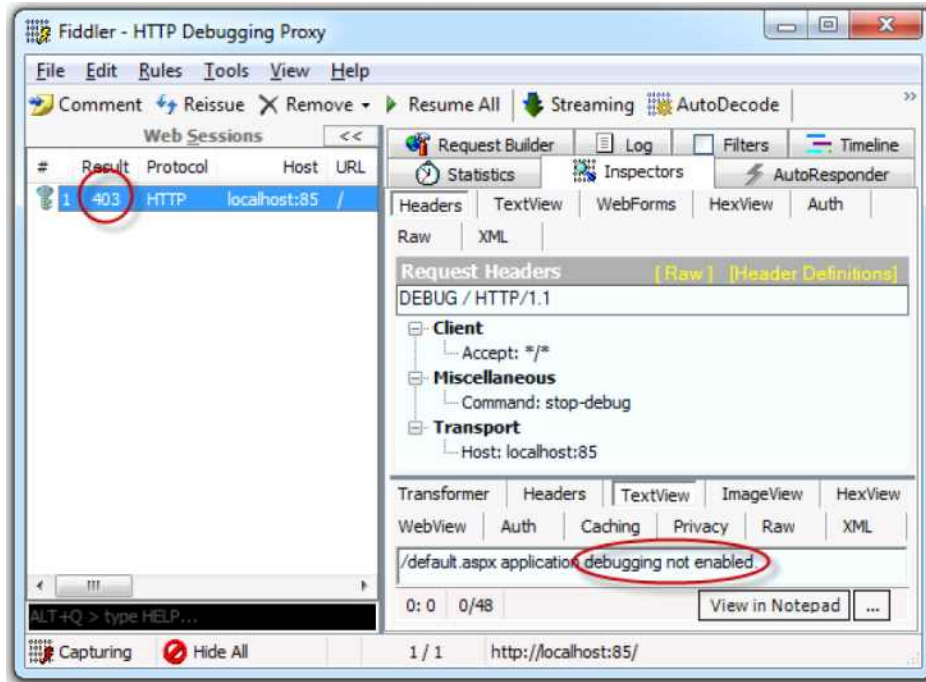 Fiddler - HTTP Debugging Proxy
File Edit Rules Tools View Help
Comment Reissue Remove Resume All Streaming AutoDecode »
Web Sessions <<
# Result Protocol Host URL
1 403 HTTP localhost:85 /
Request Builder Log Filters Timeline
Statistics Inspectors AutoResponder
Headers TextView WebForms HexView Auth
Raw XML
Request Headers [ Raw ] [Header Definitions]
DEBUG / HTTP/1.1
Client
Accept: */*
Miscellaneous
Command: stop-debug
Transport
Host: localhost:85
Transformer Headers TextView ImageView HexView
WebView Auth Caching Privacy Raw XML
/default.aspx application debugging not enabled.
0: 0 0/48 View in Notepad ...
ALT+Q > type HELP...
Capturing Hide All 1 / 1 http://localhost:85/